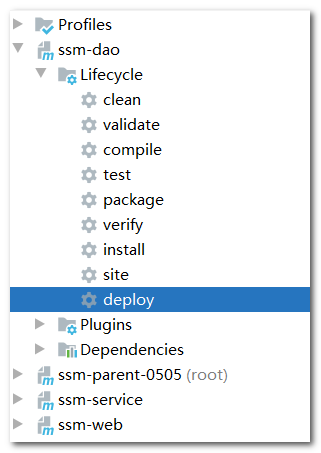 Profiles
ssm-dao
Lifecycle
clean
validate
compile
test
package
verify
install
site
deploy
Plugins
Dependencies
ssm-parent-0505 (root)
ssm-service
ssm-web